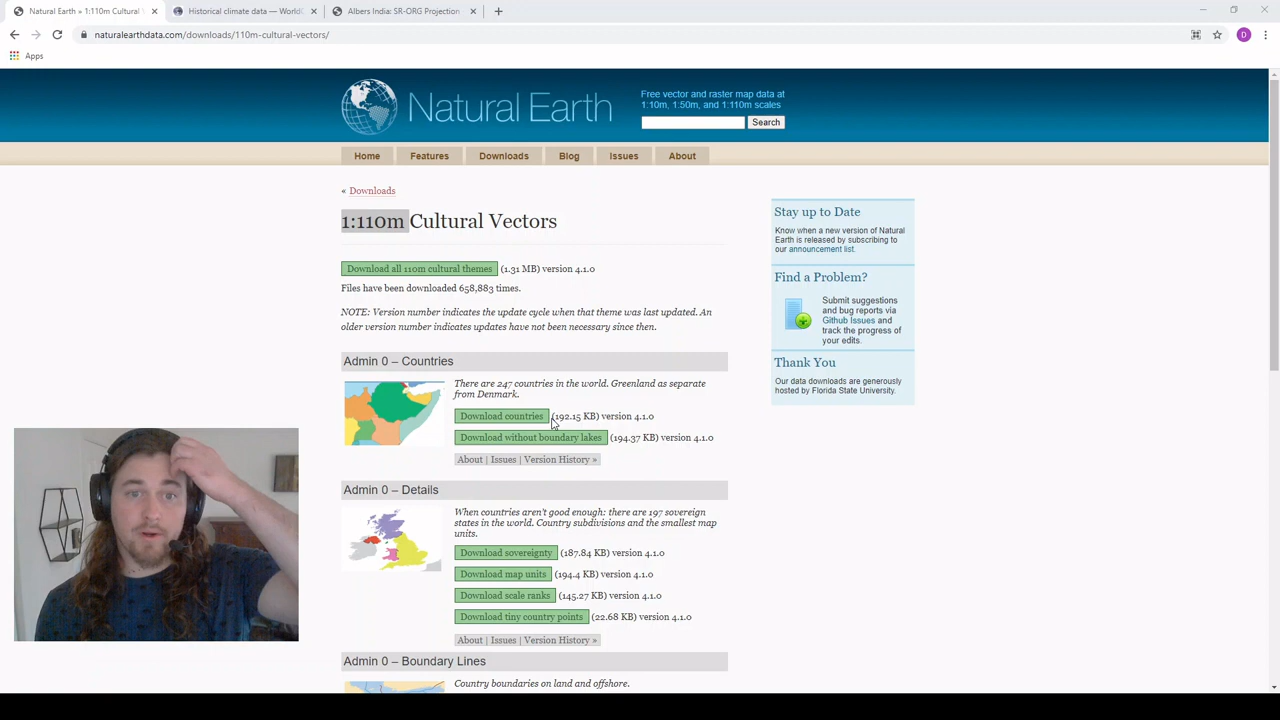 Natural Earth » 1:110m Cultural V
Historical climate data — WorldC
Albers India: SR-ORG Projection
naturalearthdata.com/downloads/110m-cultural-vectors/
D
Apps
Natural Earth
Free vector and raster map data at
1:10m, 1:50m, and 1:110m scales
Search
Home
Features
Downloads
Blog
Issues
About
« Downloads
1:110m Cultural Vectors
Download all 110m cultural themes (1.31 MB) version 4.1.0
Files have been downloaded 658,883 times.
NOTE: Version number indicates the update cycle when that theme was last updated. An
older version number indicates updates have not been necessary since then.
Admin 0 – Countries
There are 247 countries in the world. Greenland as separate
from Denmark.
Download countries (192.15 KB) version 4.1.0
Download without boundary lakes (194.37 KB) version 4.1.0
About | Issues | Version History »
Admin 0 – Details
When countries aren't good enough: there are 197 sovereign
states in the world. Country subdivisions and the smallest map
units.
Download sovereignty (187.84 KB) version 4.1.0
Download map units (194.4 KB) version 4.1.0
Download scale ranks (145.27 KB) version 4.1.0
Download tiny country points (22.68 KB) version 4.1.0
About | Issues | Version History »
Admin 0 – Boundary Lines
Country boundaries on land and offshore.
Stay up to Date
Know when a new version of Natural
Earth is released by subscribing to
our announcement list.
Find a Problem?
Submit suggestions
and bug reports via
Github Issues and
track the progress of
your edits.
Thank You
Our data downloads are generously
hosted by Florida State University.